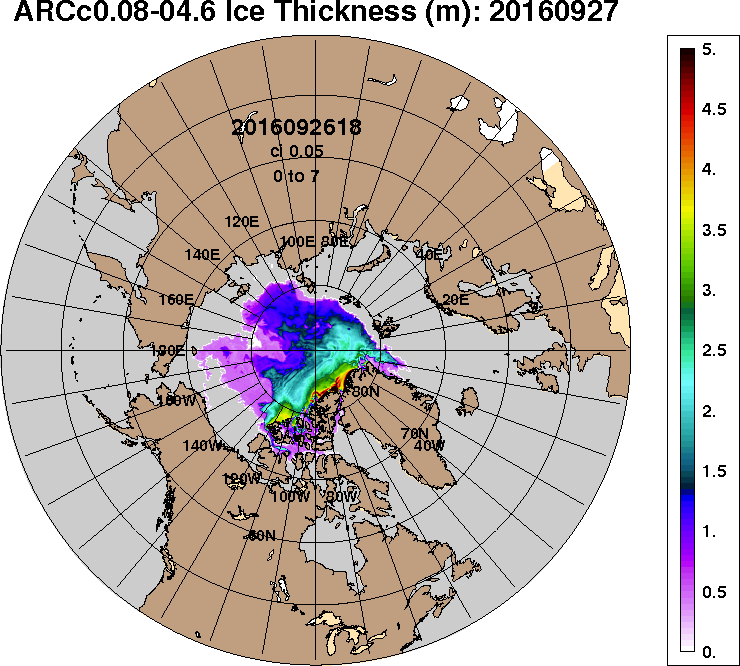 ARCc0.08-04.6 Ice Thickness (m): 20160927
5.
4.5
4.
3.5
3.
2.5
2.
1.5
1.
0.5
0.
2016092618
ci 0.05
0 to 7
120E
100E 80E
140E
40E
160E
20E
180E
160W
80N
140W
70N
40W
120W
100W
80W
60N